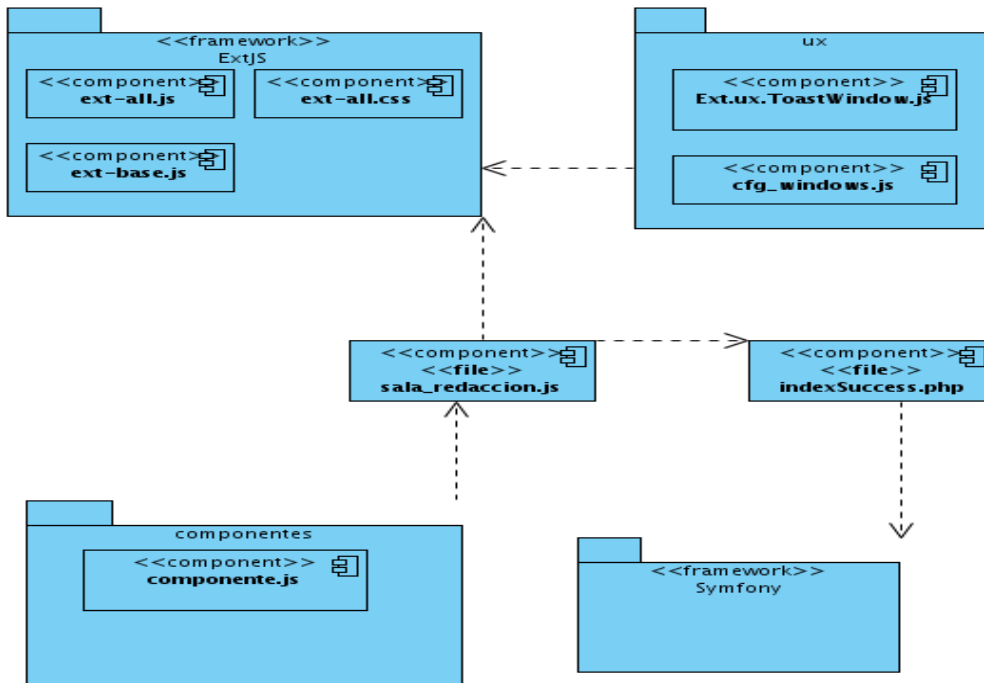 <<framework>>
ExtJS
<<component>>
ext-all.js
<<component>>
ext-all.css
<<component>>
ext-base.js
ux
<<component>>
Ext.ux.ToastWindow.js
<<component>>
cfg_windows.js
<<component>>
<<file>>
sala_redaccion.js
<<component>>
<<file>>
indexSuccess.php
componentes
<<component>>
componente.js
<<framework>>
Symfony